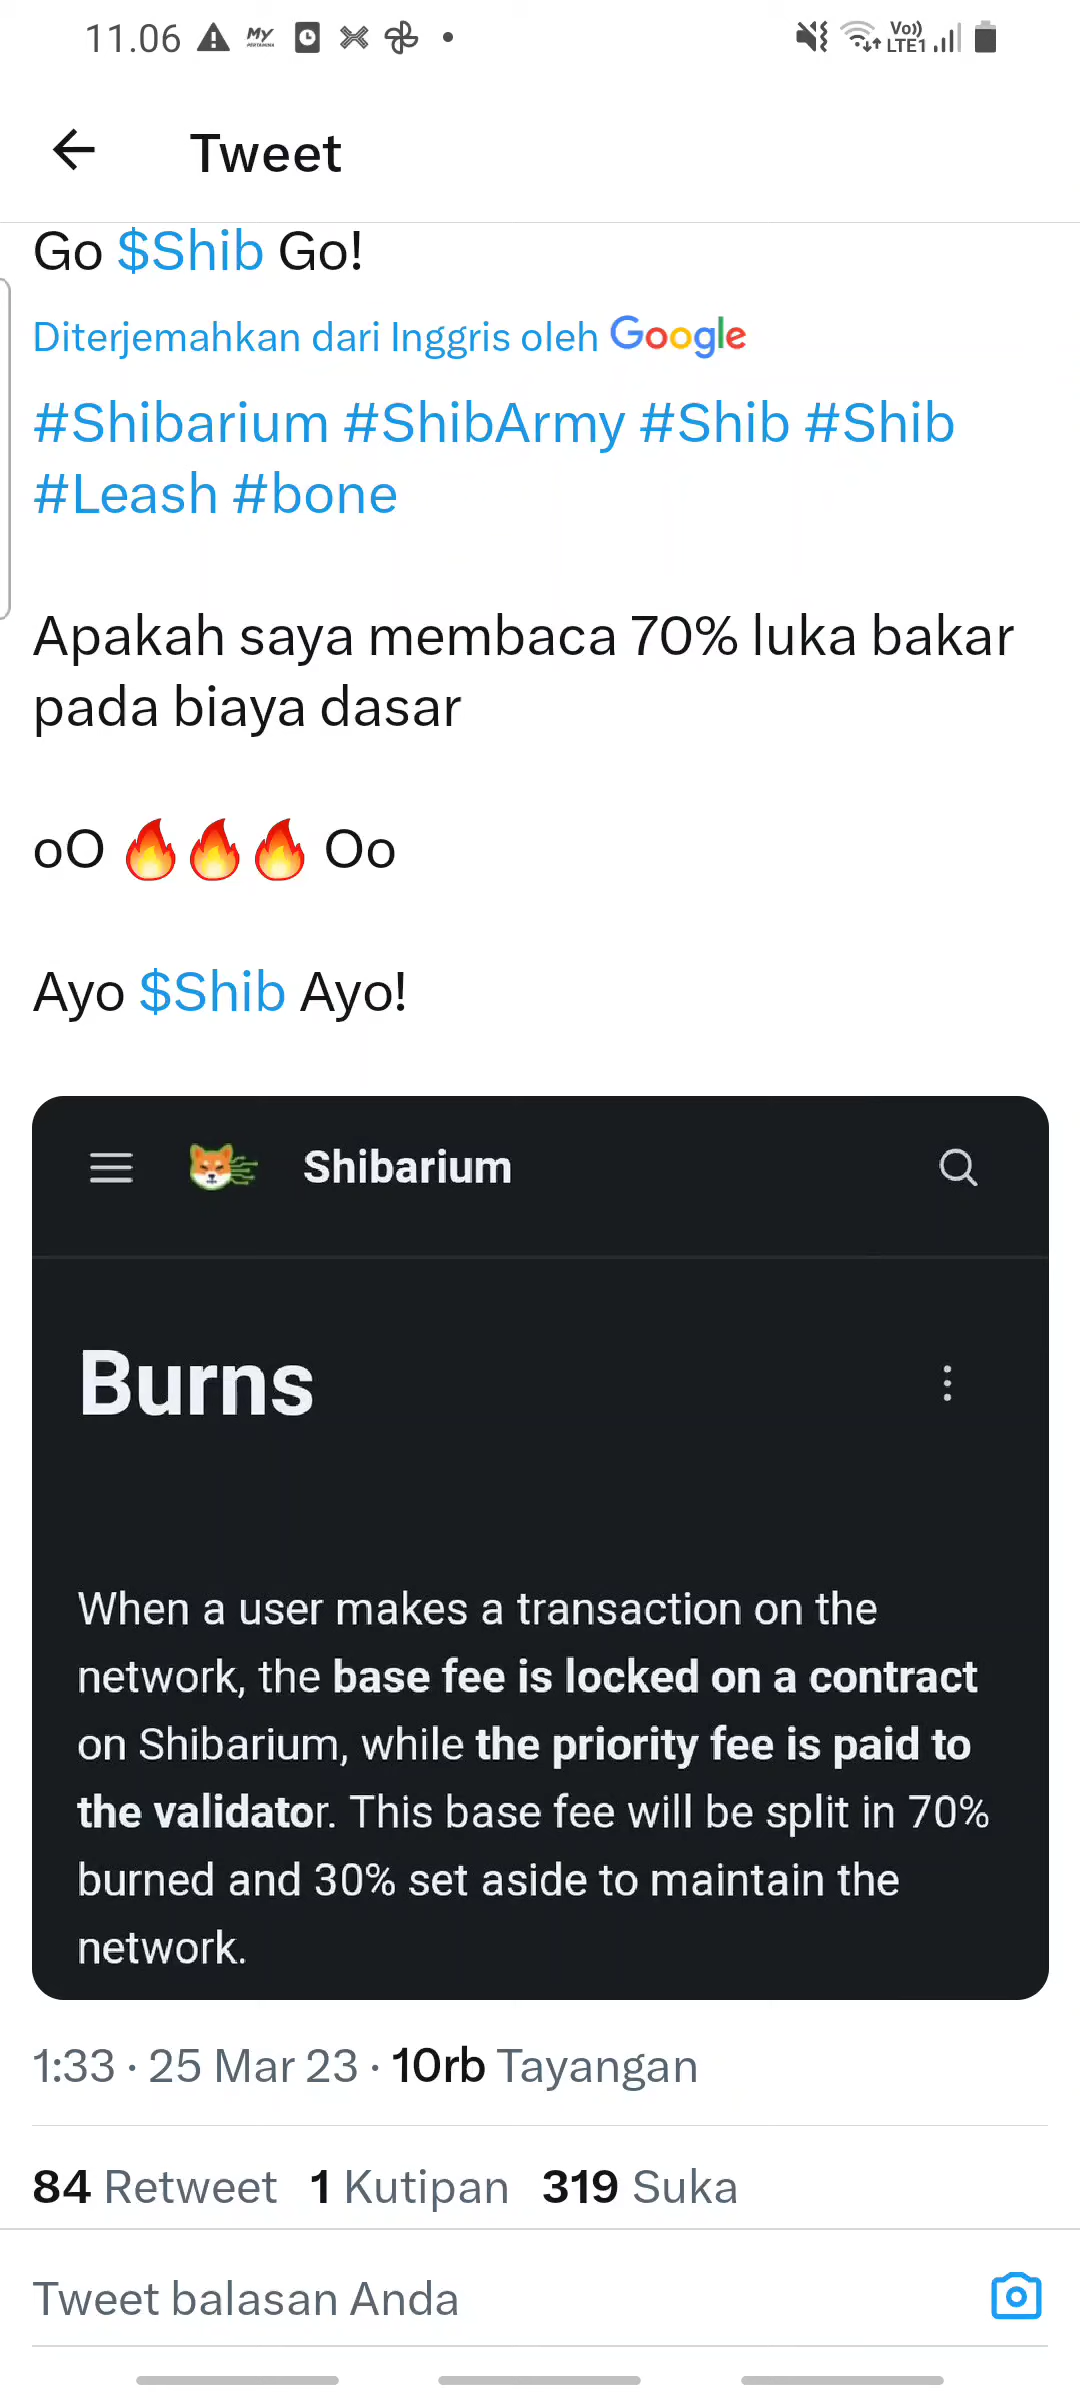 11.06 MY Vo)) LTE1
Tweet
Go $Shib Go!
Diterjemahkan dari Inggris oleh Google
#Shibarium #ShibArmy #Shib #Shib
#Leash #bone
Apakah saya membaca 70% luka bakar
pada biaya dasar
oO 🔥🔥🔥 Oo
Ayo $Shib Ayo!
Shibarium
Burns
When a user makes a transaction on the
network, the base fee is locked on a contract
on Shibarium, while the priority fee is paid to
the validator. This base fee will be split in 70%
burned and 30% set aside to maintain the
network.
1:33 · 25 Mar 23 · 10rb Tayangan
84 Retweet 1 Kutipan 319 Suka
Tweet balasan Anda